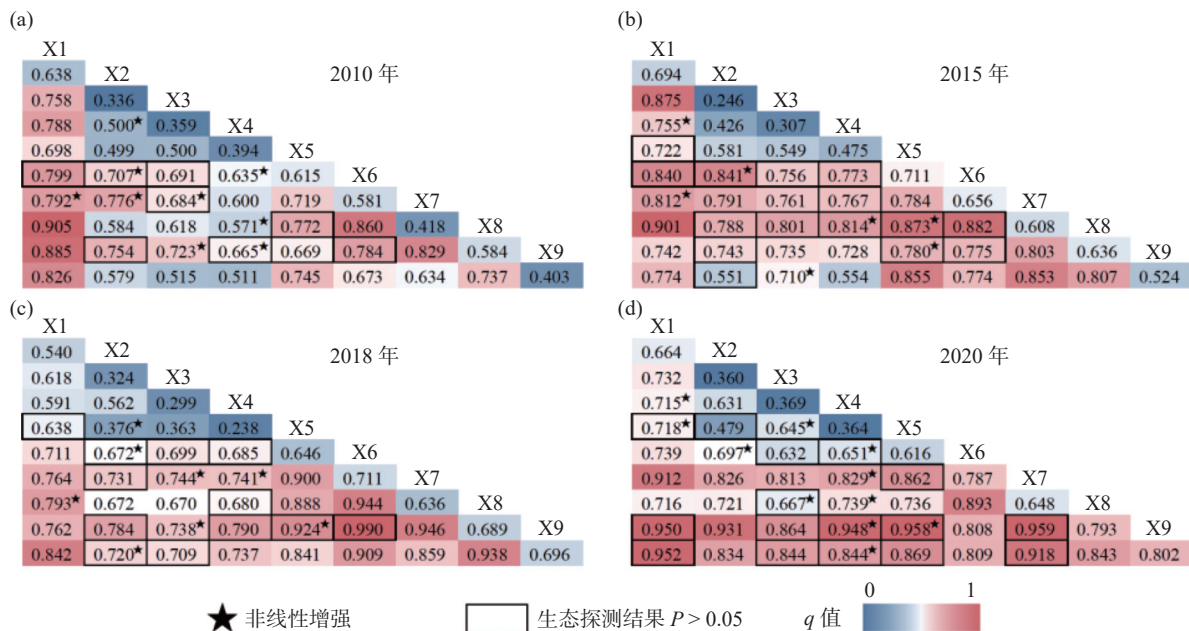 (a)
X1
0.638 X2 2010 年
0.758 0.336 X3
0.788 0.500★ 0.359 X4
0.698 0.499 0.500 0.394 X5
0.799 0.707★ 0.691 0.635★ 0.615 X6
0.792★ 0.776★ 0.684★ 0.600 0.719 0.581 X7
0.905 0.584 0.618 0.571★ 0.772 0.860 0.418 X8
0.885 0.754 0.723★ 0.665★ 0.669 0.784 0.829 0.584 X9
0.826 0.579 0.515 0.511 0.745 0.673 0.634 0.737 0.403
(b)
X1
0.694 X2 2015 年
0.875 0.246 X3
0.755★ 0.426 0.307 X4
0.722 0.581 0.549 0.475 X5
0.840 0.841★ 0.756 0.773 0.711 X6
0.812★ 0.791 0.761 0.767 0.784 0.656 X7
0.901 0.788 0.801 0.814★ 0.873★ 0.882 0.608 X8
0.742 0.743 0.735 0.728 0.780★ 0.775 0.803 0.636 X9
0.774 0.551 0.710★ 0.554 0.855 0.774 0.853 0.807 0.524
(c)
X1
0.540 X2 2018 年
0.618 0.324 X3
0.591 0.562 0.299 X4
0.638 0.376★ 0.363 0.238 X5
0.711 0.672★ 0.699 0.685 0.646 X6
0.764 0.731 0.744★ 0.741★ 0.900 0.711 X7
0.793★ 0.672 0.670 0.680 0.888 0.944 0.636 X8
0.762 0.784 0.738★ 0.790 0.924★ 0.990 0.946 0.689 X9
0.842 0.720★ 0.709 0.737 0.841 0.909 0.859 0.938 0.696
(d)
X1
0.664 X2 2020 年
0.732 0.360 X3
0.715★ 0.631 0.369 X4
0.718★ 0.479 0.645★ 0.364 X5
0.739 0.697★ 0.632 0.651★ 0.616 X6
0.912 0.826 0.813 0.829★ 0.862 0.787 X7
0.716 0.721 0.667★ 0.739★ 0.736 0.893 0.648 X8
0.950 0.931 0.864 0.948★ 0.958★ 0.808 0.959 0.793 X9
0.952 0.834 0.844 0.844★ 0.869 0.809 0.918 0.843 0.802
0 1
★ 非线性增强 生态探测结果 P > 0.05 q 值